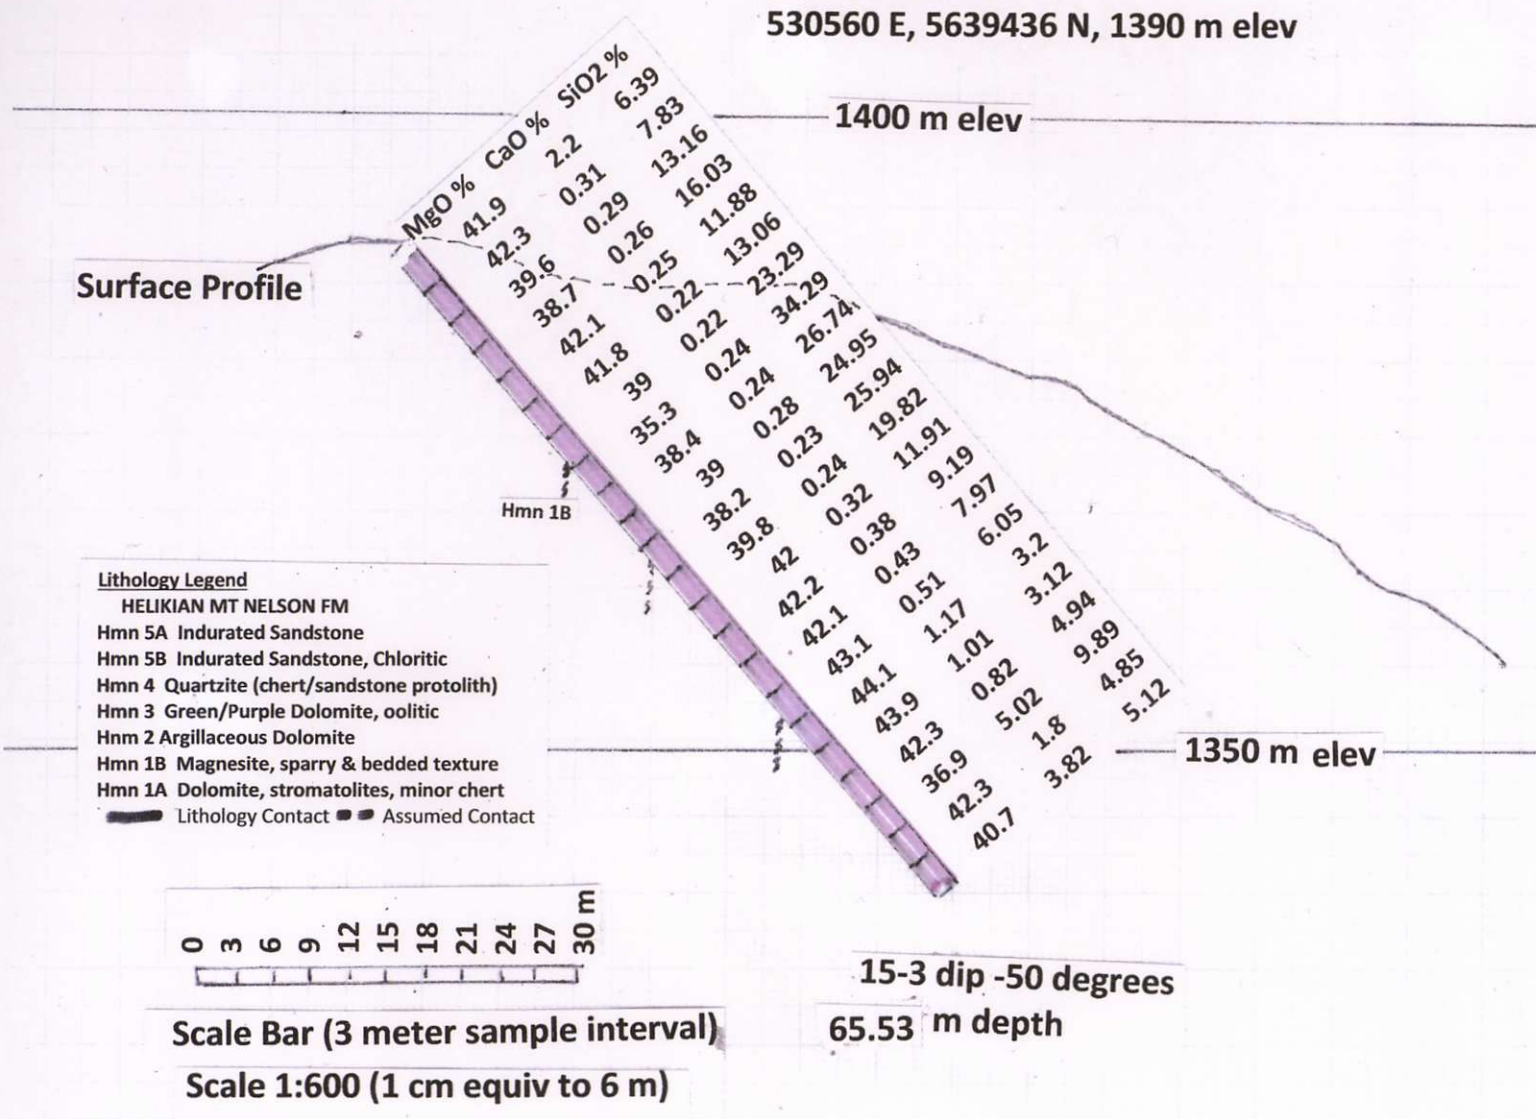 530560 E, 5639436 N, 1390 m elev
1400 m elev
MgO % CaO % SiO2 %
41.9 2.2 6.39
42.3 0.31 7.83
39.6 0.29 13.16
38.7 0.26 16.03
42.1 0.25 11.88
41.8 0.22 13.06
39 0.22 23.29
35.3 0.24 34.29
38.4 0.24 26.74
39 0.28 24.95
38.2 0.23 25.94
39.8 0.24 19.82
42 0.32 11.91
42.2 0.38 9.19
42.1 0.43 7.97
43.1 0.51 6.05
44.1 1.17 3.2
43.9 1.01 3.12
42.3 0.82 4.94
36.9 5.02 9.89
42.3 1.8 4.85
40.7 3.82 5.12
Surface Profile
Hmn 1B
Lithology Legend
HELIKIAN MT NELSON FM
Hmn 5A Indurated Sandstone
Hmn 5B Indurated Sandstone, Chloritic
Hmn 4 Quartzite (chert/sandstone protolith)
Hmn 3 Green/Purple Dolomite, oolitic
Hnm 2 Argillaceous Dolomite
Hmn 1B Magnesite, sparry & bedded texture
Hmn 1A Dolomite, stromatolites, minor chert
Lithology Contact Assumed Contact
1350 m elev
0 3 6 9 12 15 18 21 24 27 30 m
Scale Bar (3 meter sample interval)
Scale 1:600 (1 cm equiv to 6 m)
15-3 dip -50 degrees
65.53 m depth